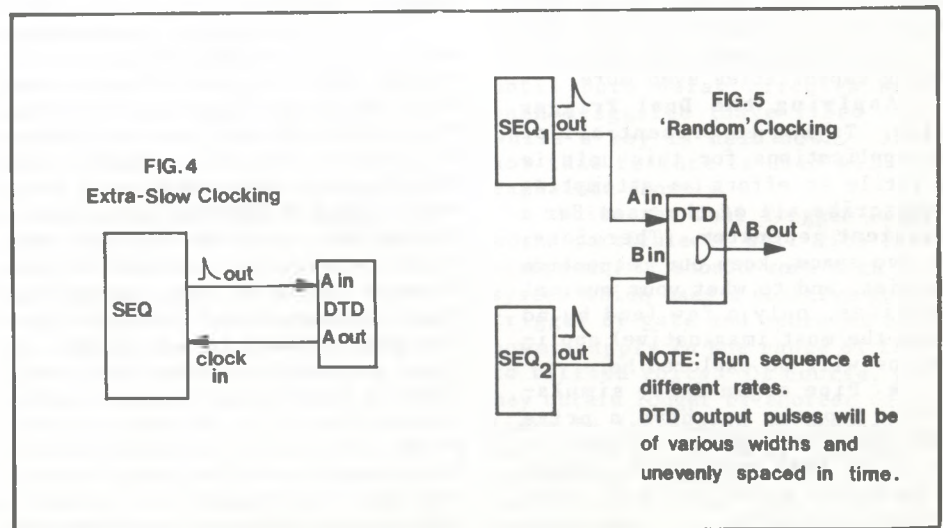 FIG. 4
Extra-Slow Clocking
SEQ
out
clock
in
A in
DTD
A out
FIG. 5
'Random' Clocking
SEQ1
out
A in
B in
DTD
A B out
SEQ2
out
NOTE: Run sequence at
different rates.
DTD output pulses will be
of various widths and
unevenly spaced in time.